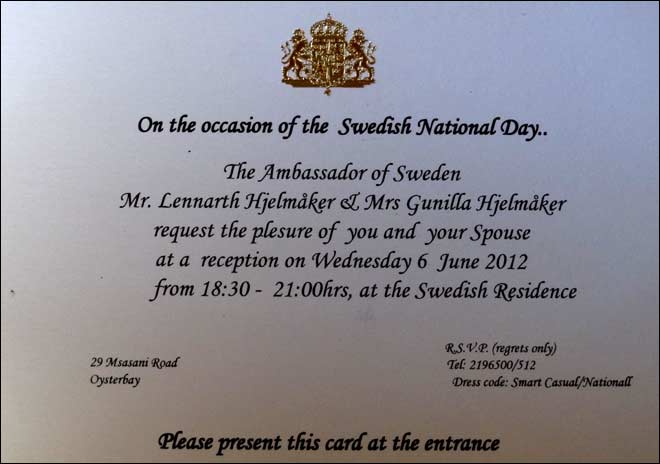 On the occasion of the Swedish National Day..
The Ambassador of Sweden
Mr. Lennarth Hjelmåker & Mrs Gunilla Hjelmåker
request the plesure of you and your Spouse
at a reception on Wednesday 6 June 2012
from 18:30 - 21:00hrs, at the Swedish Residence
29 Msasani Road
Oysterbay
R.S.V.P. (regrets only)
Tel: 2196500/512
Dress code: Smart Casual/Nationall
Please present this card at the entrance